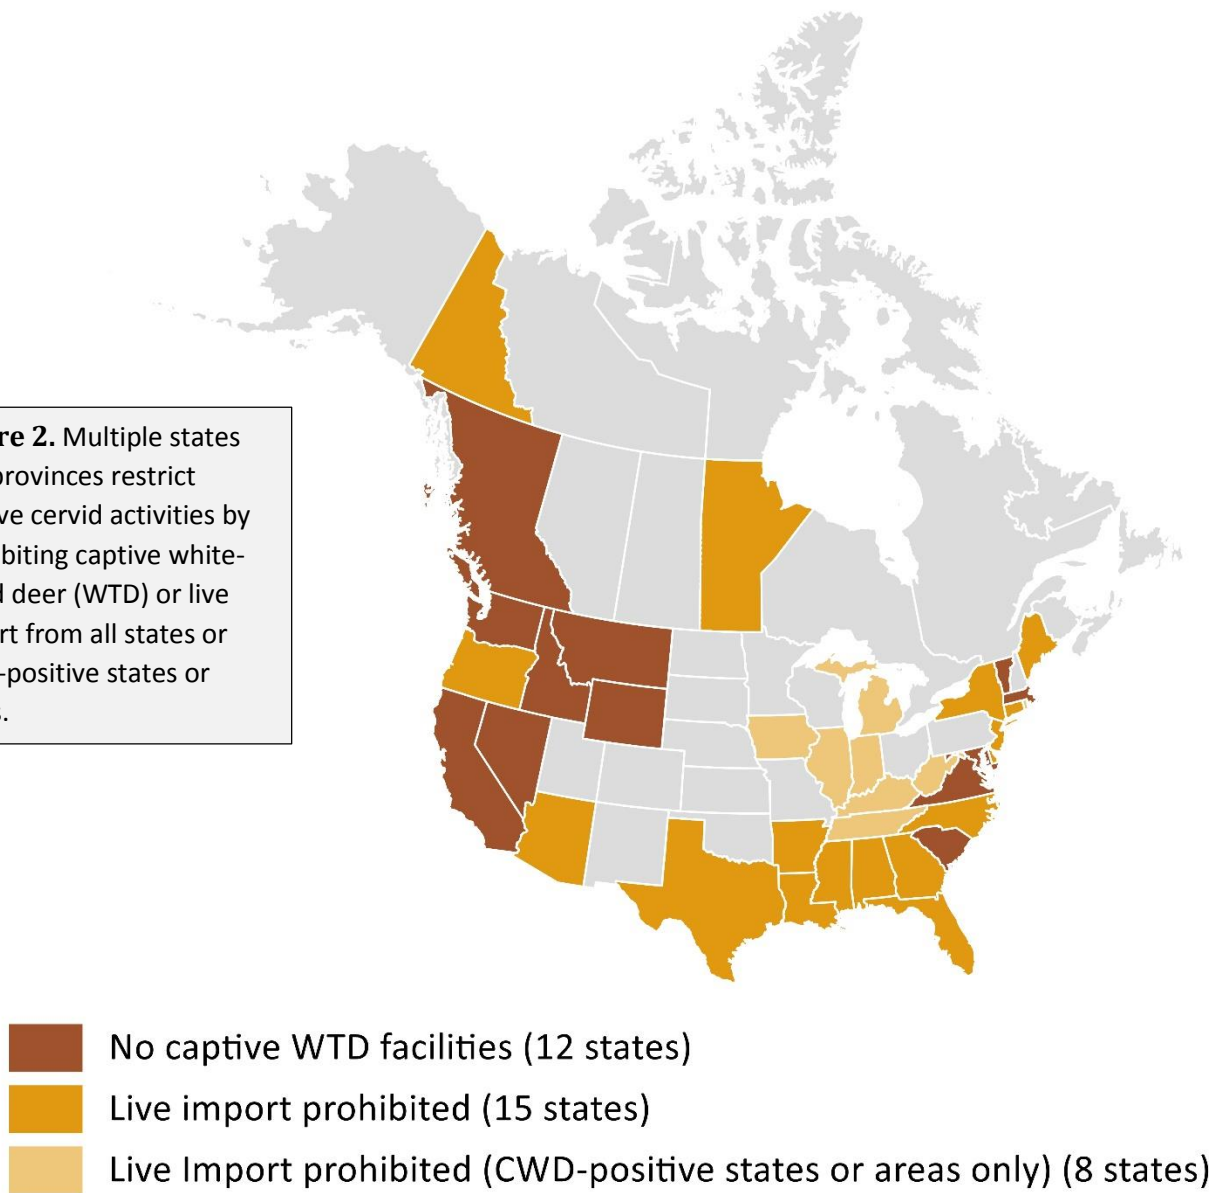 re 2. Multiple states
provinces restrict
ve cervid activities by
biting captive white-
d deer (WTD) or live
rt from all states or
-positive states or
s.
No captive WTD facilities (12 states)
Live import prohibited (15 states)
Live Import prohibited (CWD-positive states or areas only) (8 states)